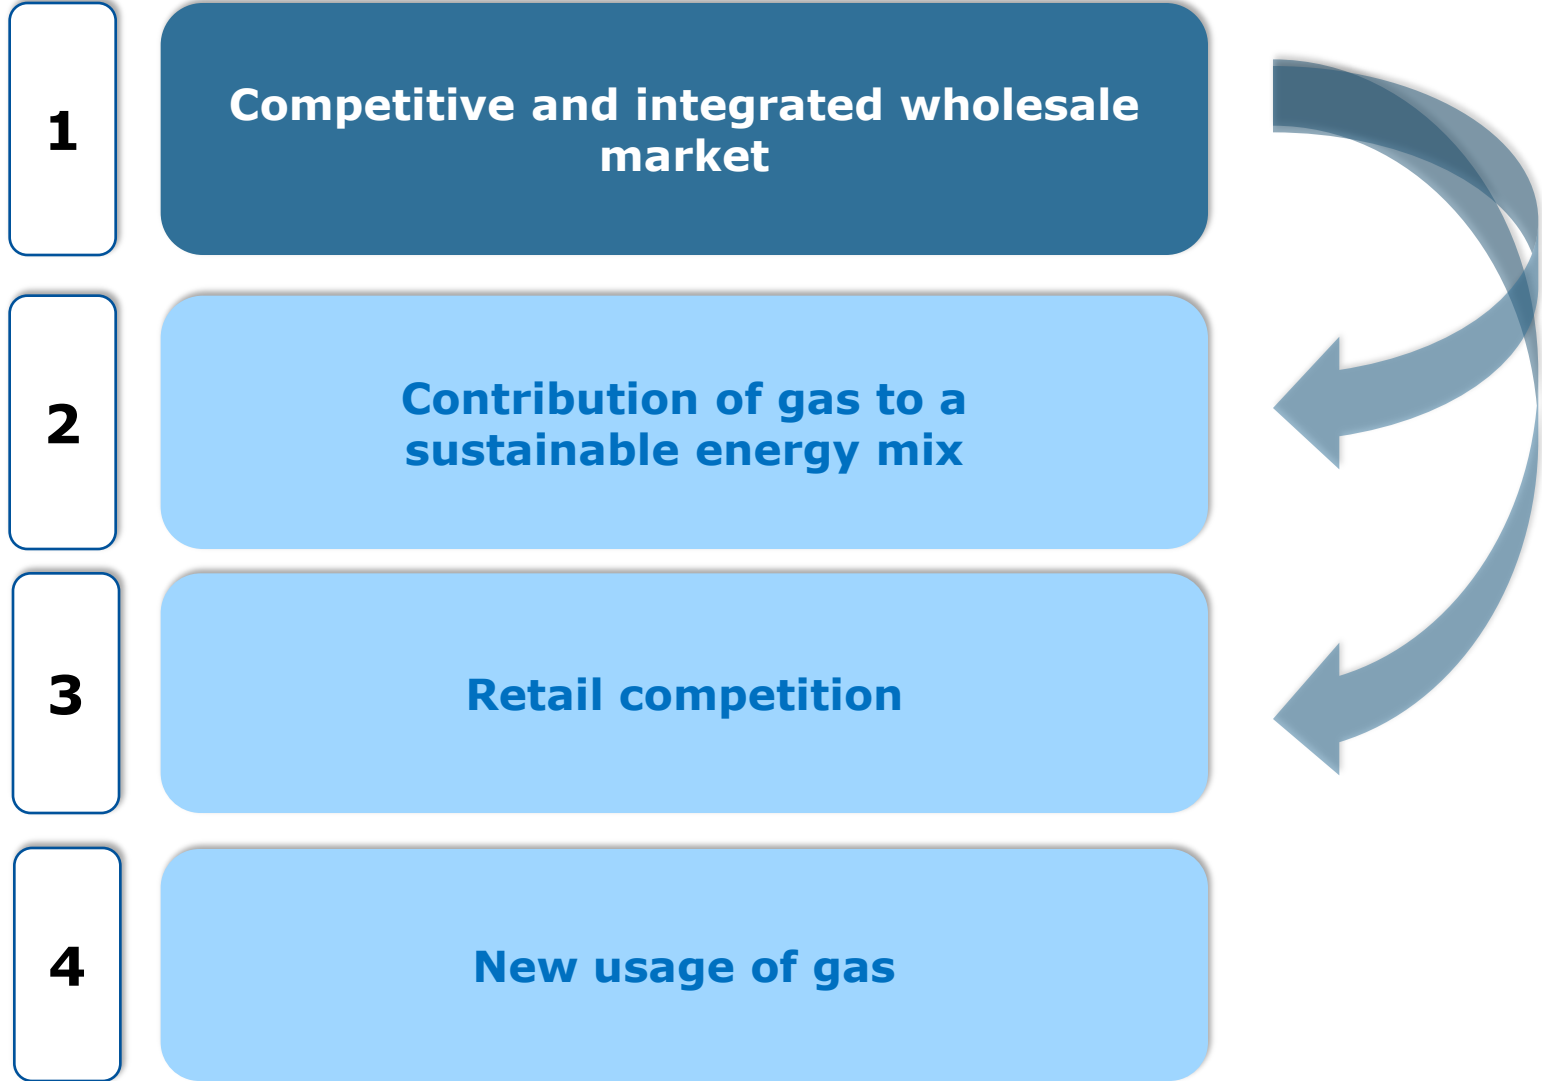 1
Competitive and integrated wholesale
market
2
Contribution of gas to a
sustainable energy mix
3
Retail competition
4
New usage of gas